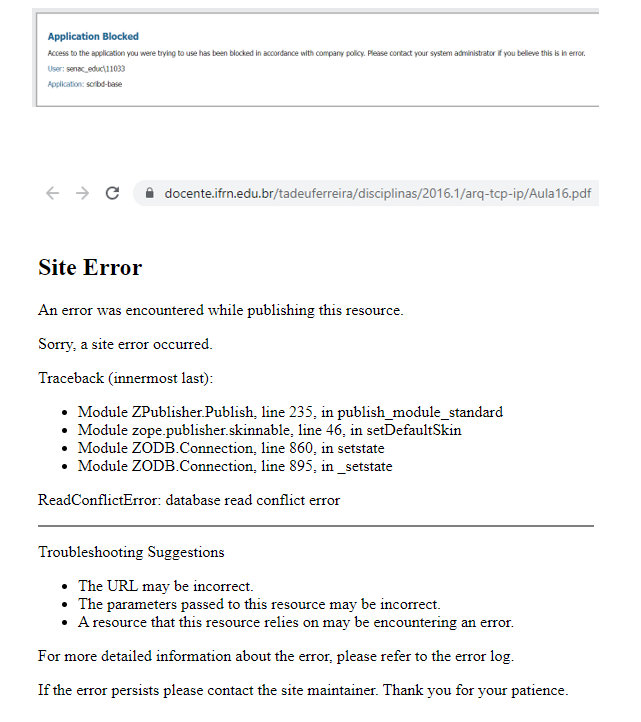 Application Blocked
Access to the application you were trying to use has been blocked in accordance with company policy. Please contact your system administrator if you believe this is in error.
User: senac_educ\11033
Application: scribd-base
docente.ifrn.edu.br/tadeuferreira/disciplinas/2016.1/arq-tcp-ip/Aula16.pdf
Site Error
An error was encountered while publishing this resource.
Sorry, a site error occurred.
Traceback (innermost last):
• Module ZPublisher.Publish, line 235, in publish_module_standard
• Module zope.publisher.skinnable, line 46, in setDefaultSkin
• Module ZODB.Connection, line 860, in setstate
• Module ZODB.Connection, line 895, in _setstate
ReadConflictError: database read conflict error
Troubleshooting Suggestions
• The URL may be incorrect.
• The parameters passed to this resource may be incorrect.
• A resource that this resource relies on may be encountering an error.
For more detailed information about the error, please refer to the error log.
If the error persists please contact the site maintainer. Thank you for your patience.